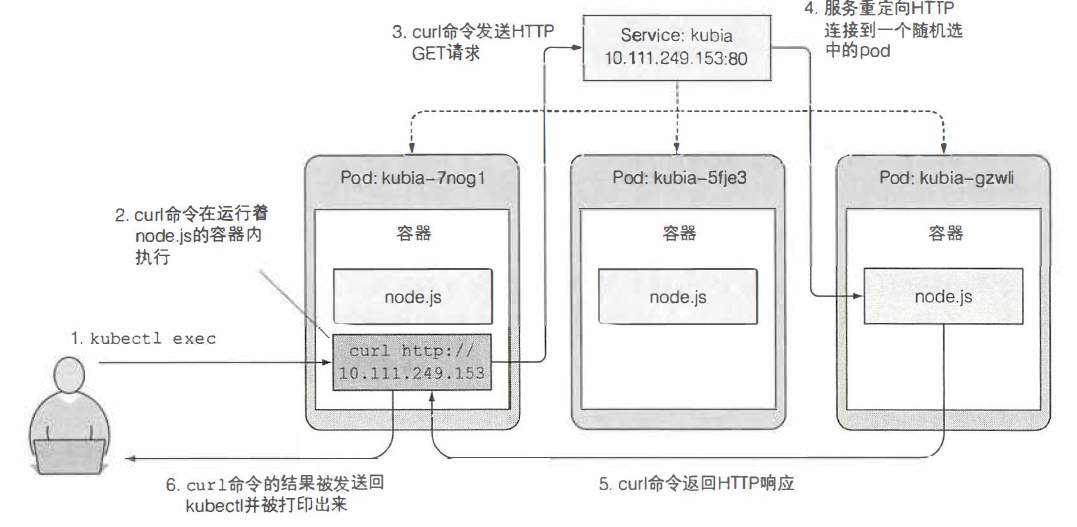 3. curl命令发送HTTP
GET请求
Service: kubia
10.111.249.153:80
4. 服务重定向HTTP
连接到一个随机选
中的pod
Pod: kubia-7nog1
Pod: kubia-5fje3
Pod: kubia-gzwli
2. curl命令在运行着
node.js的容器内
执行
容器
容器
容器
node.js
node.js
node.js
1. kubectl exec
curl http://
10.111.249.153
6. curl命令的结果被发送回
kubectl并被打印出来
5. curl命令返回HTTP响应